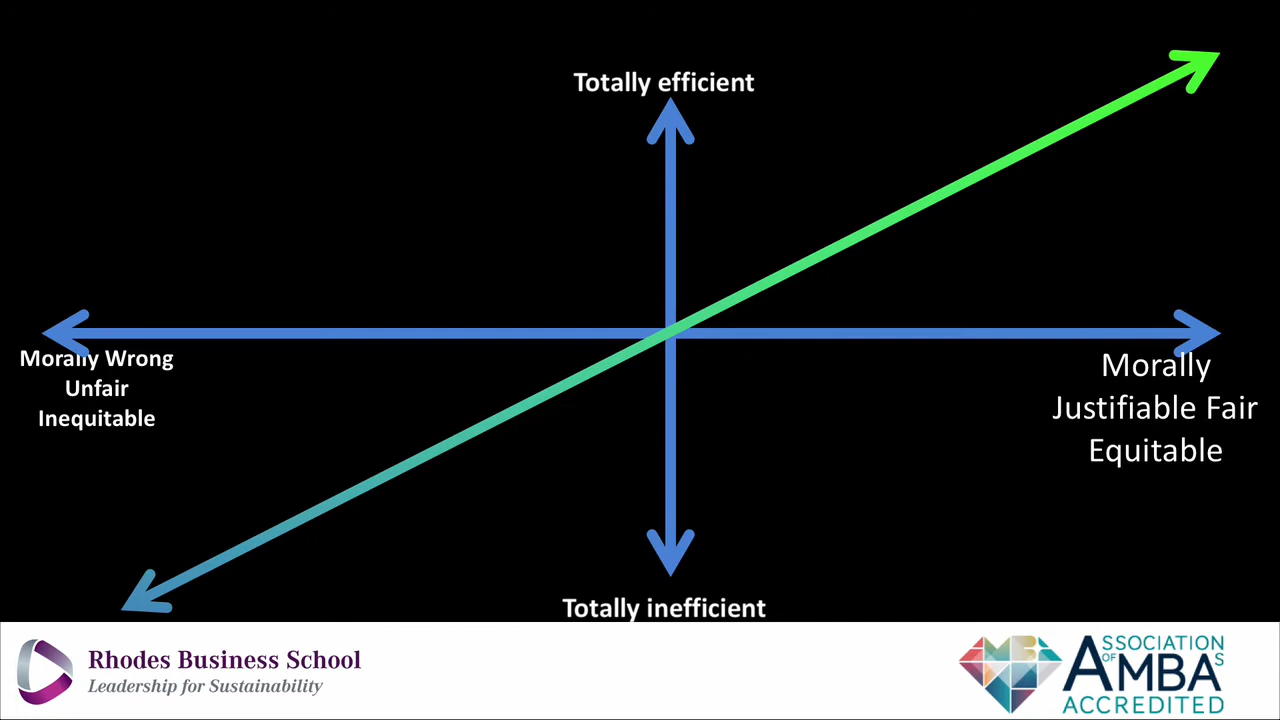 Totally efficient
Morally Wrong
Unfair
Inequitable
Morally
Justifiable Fair
Equitable
Totally inefficient
Rhodes Business School
Leadership for Sustainability
ASSOCIATION
OF MBAS
ACCREDITED